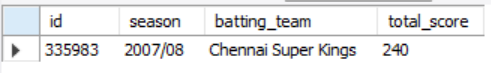 id season batting_team total_score
335983 2007/08 Chennai Super Kings 240